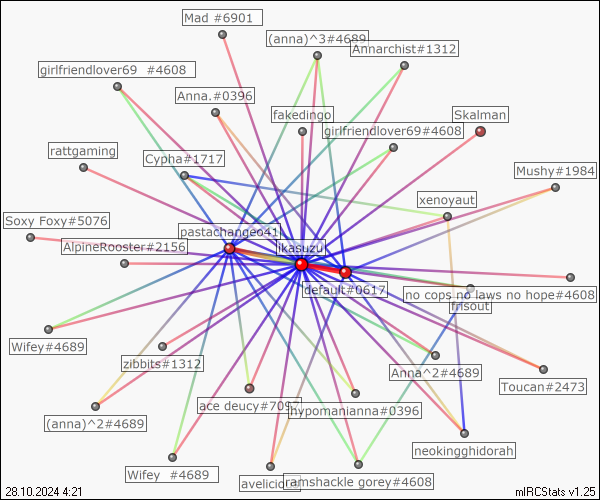 Mad #6901
(anna)^3#4689
Annarchist#1312
girlfriendlover69 #4608
Anna.#0396
fakedingo
Skalman
girlfriendlover69#4608
rattgaming
Cypha#1717
Mushy#1984
xenoyaut
Soxy Foxy#5076
pastachangeo41
ikasuzu
AlpineRooster#2156
default#0617
no cops no laws no hope#4608
frisout
Wifey#4689
zibbits#1312
Anna^2#4689
Toucan#2473
ace deucy#7097
hypomanianna#0396
(anna)^2#4689
neokingghidorah
Wifey #4689
avelicior
ramshackle gorey#4608
28.10.2024 4:21
mIRCStats v1.25